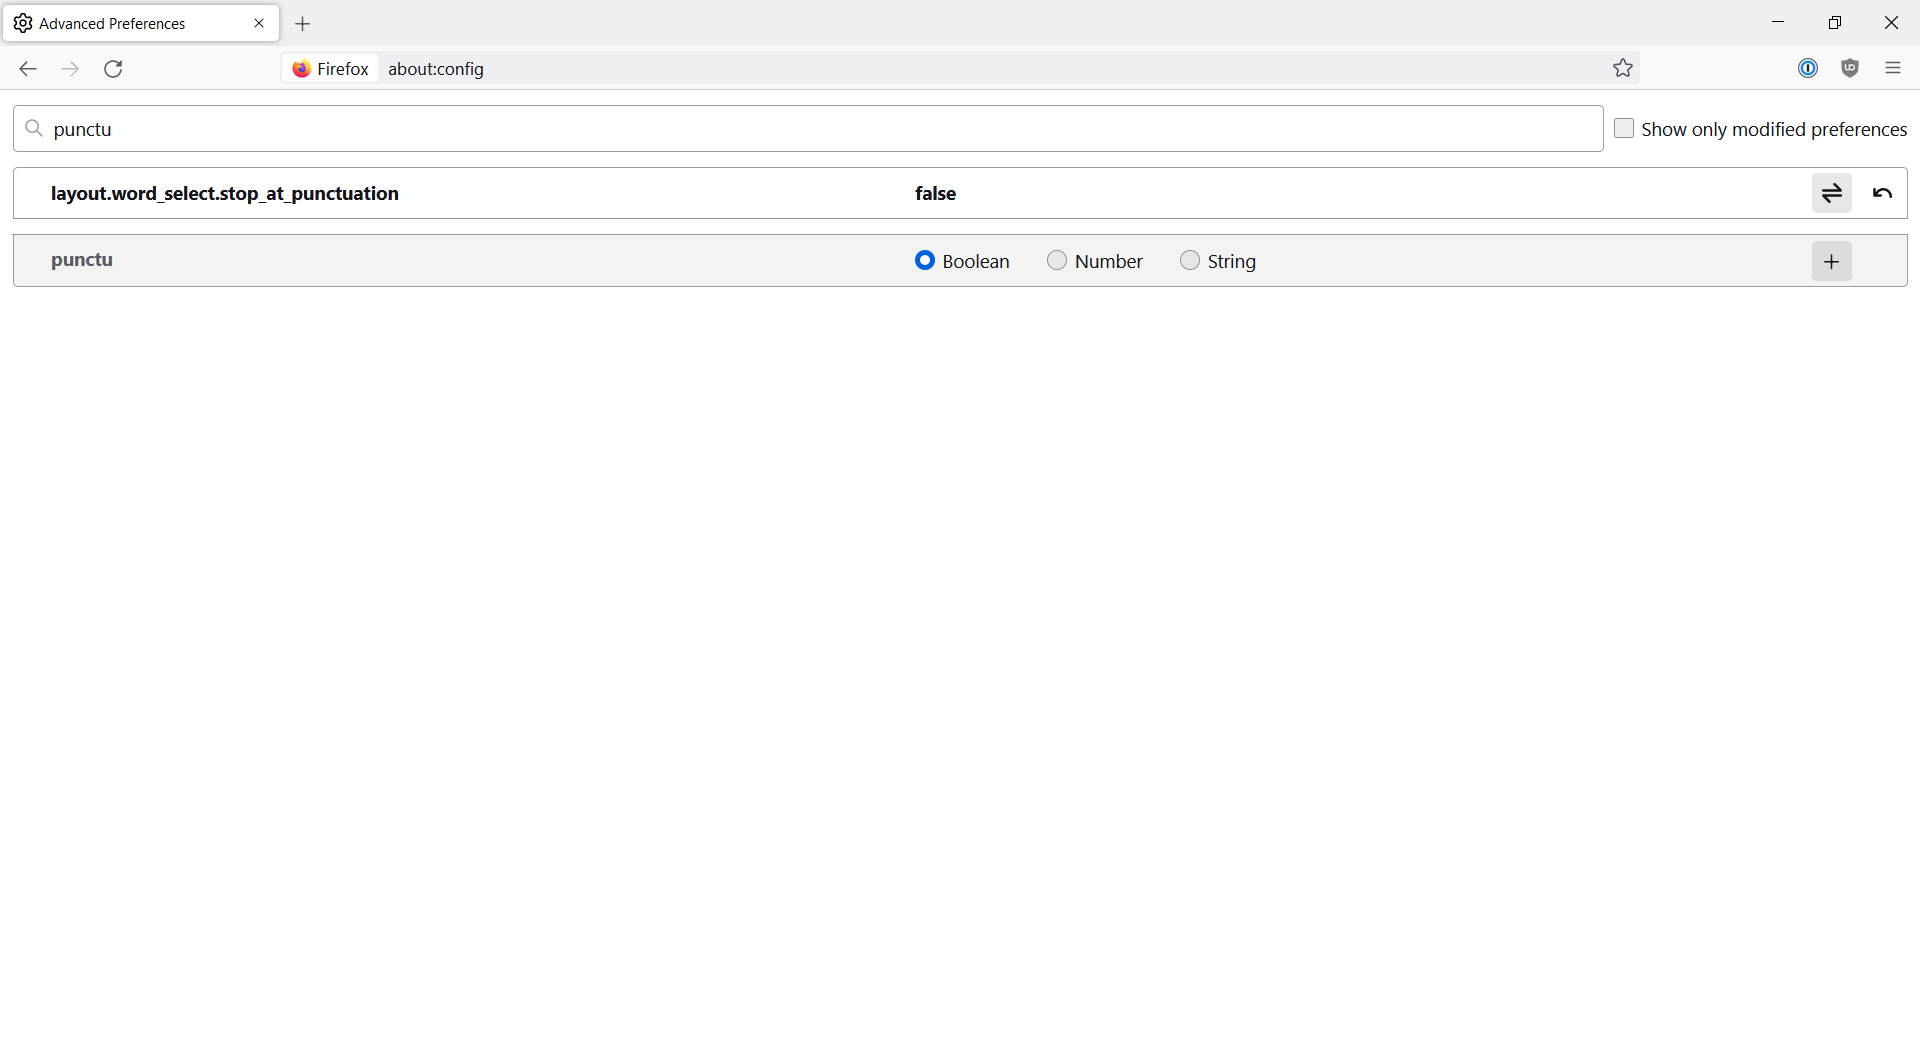 Advanced Preferences
Firefox about:config
punctu Show only modified preferences
layout.word_select.stop_at_punctuation false
punctu Boolean Number String